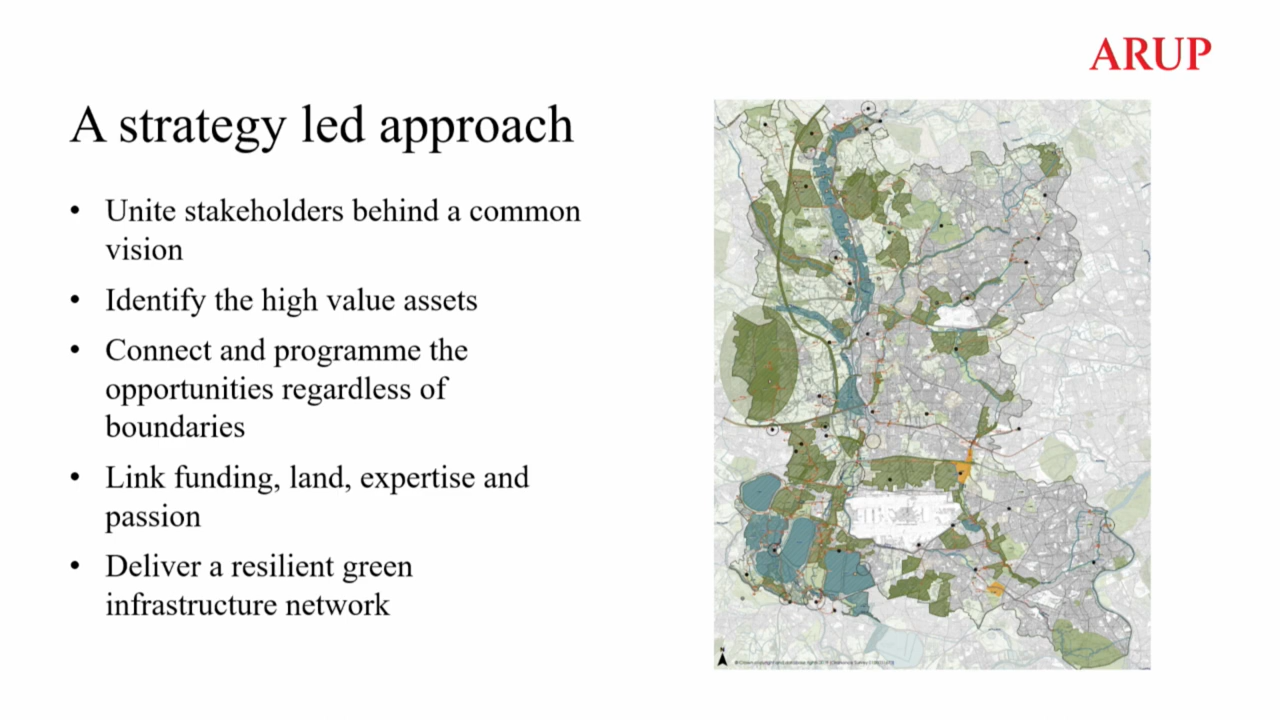 ARUP
A strategy led approach
• Unite stakeholders behind a common
vision
• Identify the high value assets
• Connect and programme the
opportunities regardless of
boundaries
• Link funding, land, expertise and
passion
• Deliver a resilient green
infrastructure network
N